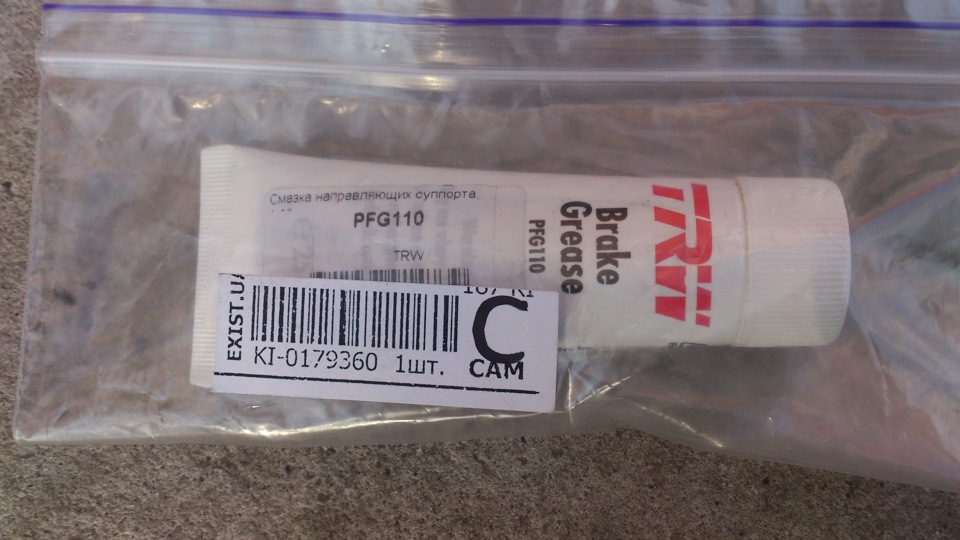 Смазка направляющих суппорта
PFG110
TRW
TRW
Brake
Grease
PFG110
EXIST.UA
C
KI-0179360 1шт.
CAM